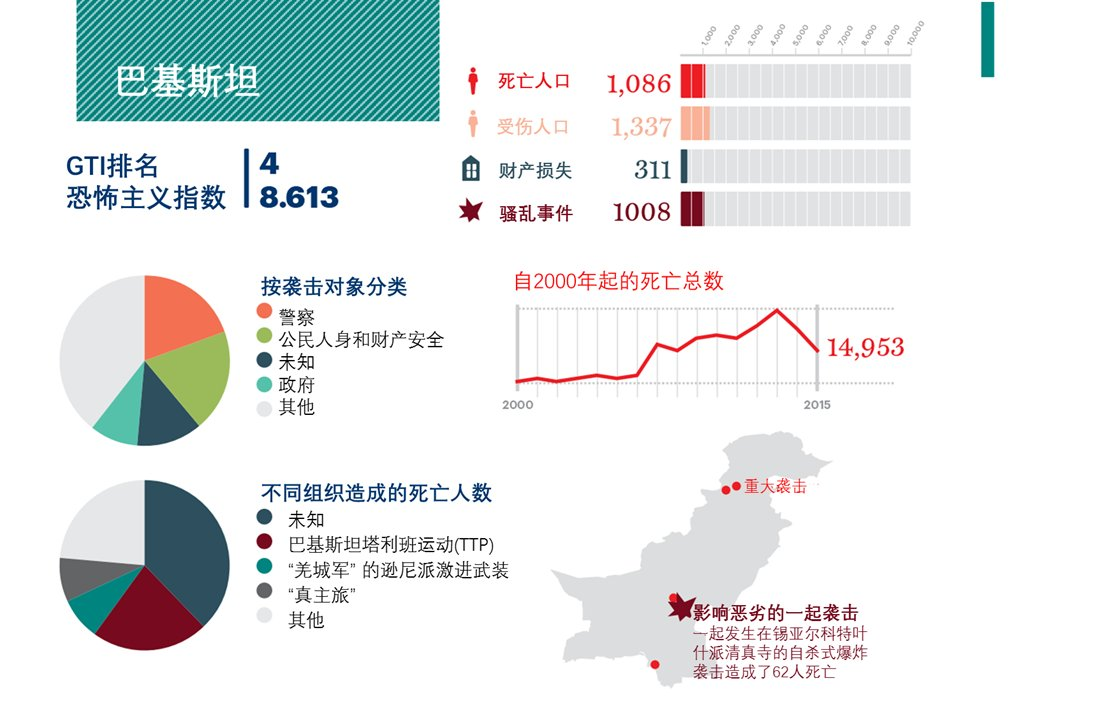 巴基斯坦
GTI排名 4
恐怖主义指数 8.613
1,000 2,000 3,000 4,000 5,000 6,000 7,000 8,000 9,000 10,000
死亡人口 1,086
受伤人口 1,337
财产损失 311
骚乱事件 1008
按袭击对象分类
警察
公民人身和财产安全
未知
政府
其他
自2000年起的死亡总数
14,953
2000 2015
不同组织造成的死亡人数
未知
巴基斯坦塔利班运动(TTP)
“羌城军” 的逊尼派激进武装
“真主旅”
其他
重大袭击
影响恶劣的一起袭击
一起发生在锡亚尔科特叶
什派清真寺的自杀式爆炸
袭击造成了62人死亡